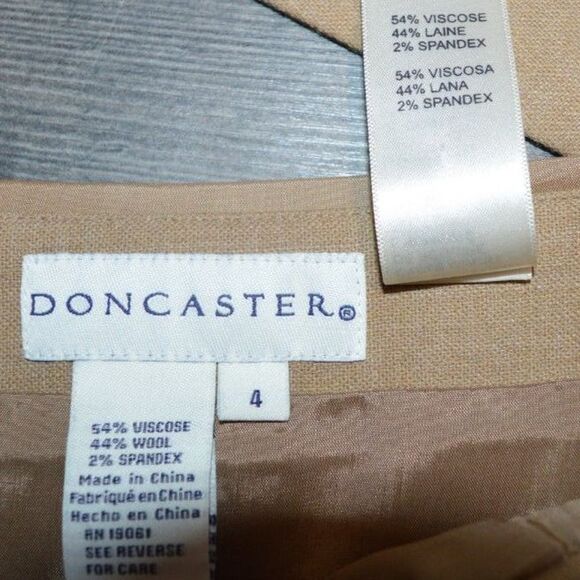 54% VISCOSE
44% LAINE
2% SPANDEX
54% VISCOSA
44% LANA
2% SPANDEX
DONCASTER®
4
54% VISCOSE
44% WOOL
2% SPANDEX
Made in China
Fabriqué en Chine
Hecho en China
RN 15061
SEE REVERSE
FOR CARE